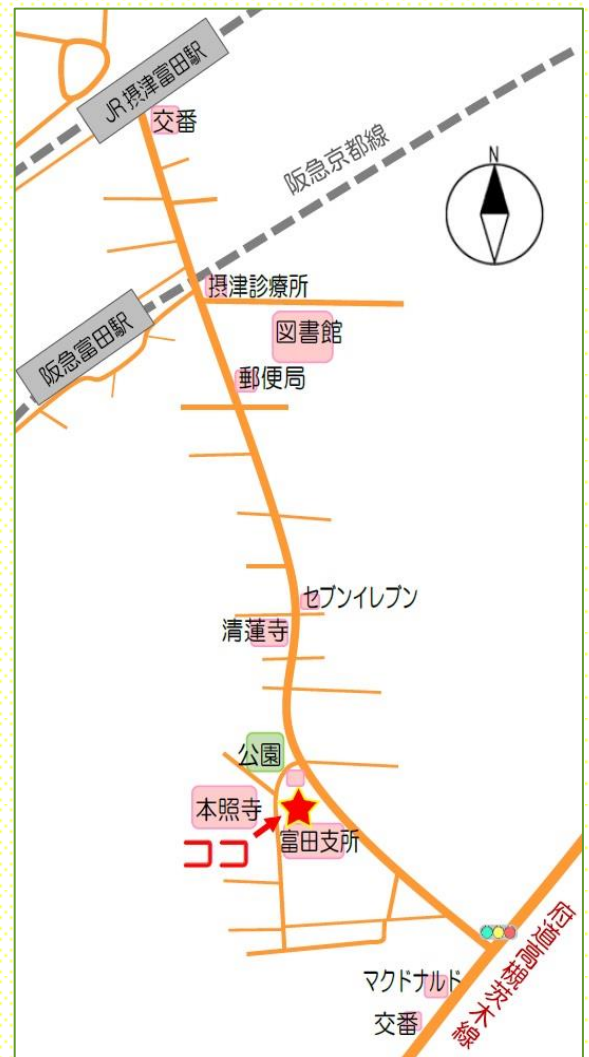 JR摂津富田駅
交番
阪急京都線
N
摂津診療所
図書館
阪急富田駅
郵便局
セブンイレブン
清蓮寺
公園
本照寺
富田支所
ココ
府道高槻茨木線
マクドナルド
交番